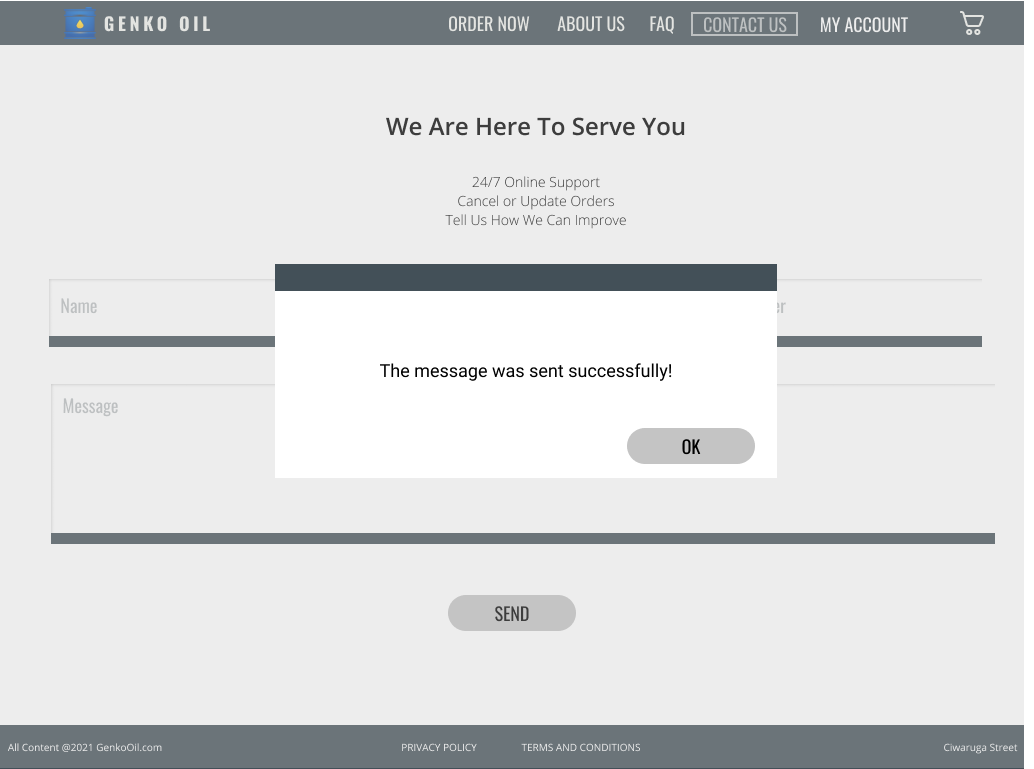 GENKO OIL
ORDER NOW
ABOUT US
FAQ
CONTACT US
MY ACCOUNT
We Are Here To Serve You
24/7 Online Support
Cancel or Update Orders
Tell Us How We Can Improve
Name
Message
The message was sent successfully!
OK
SEND
All Content @2021 GenkoOil.com
PRIVACY POLICY
TERMS AND CONDITIONS
Ciwaruga Street